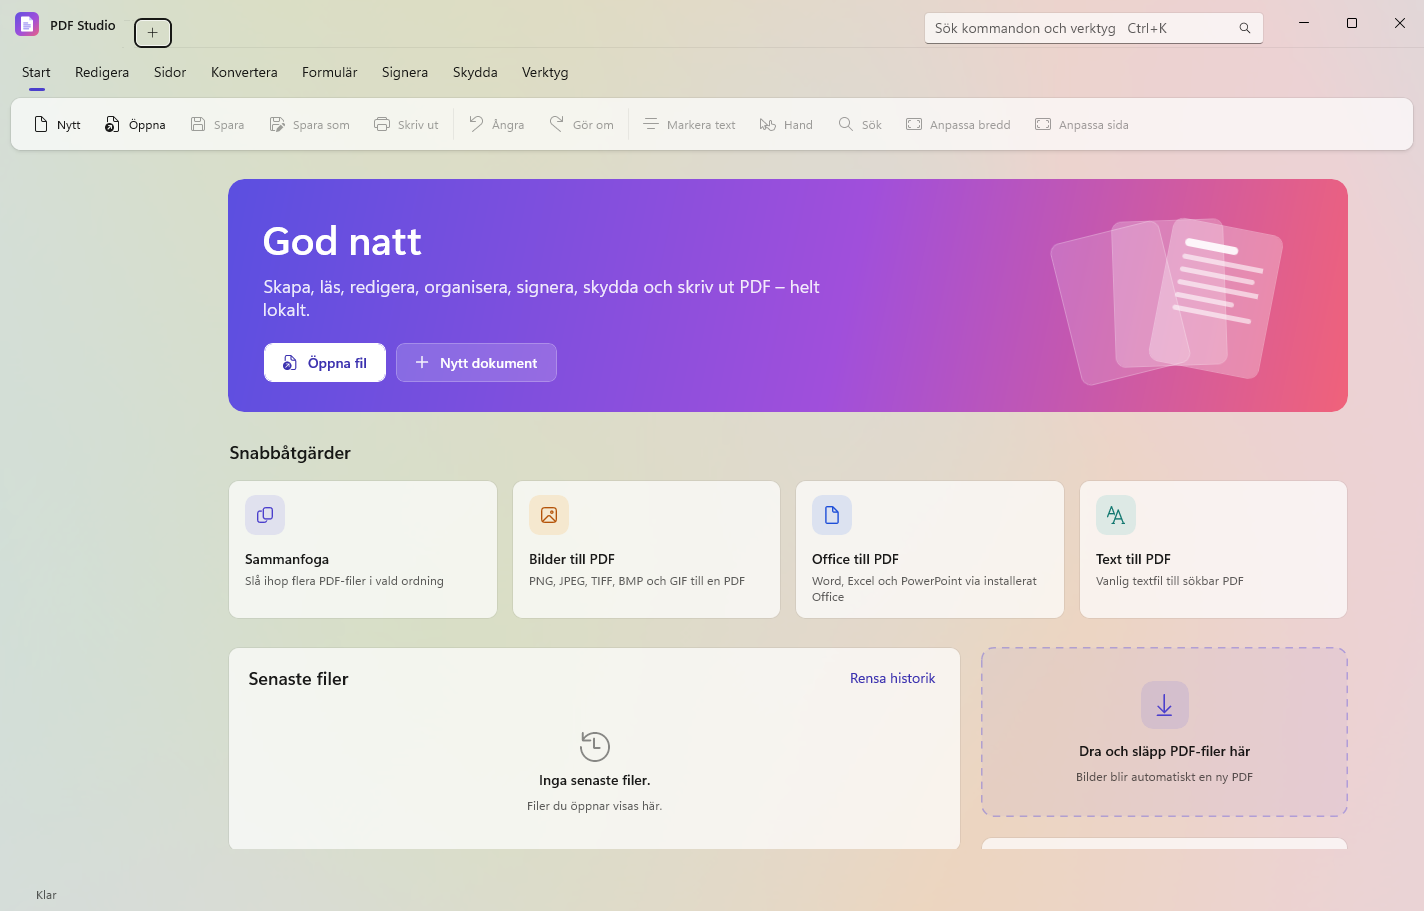 PDF Studio
Sök kommandon och verktyg Ctrl+K
Start Redigera Sidor Konvertera Formulär Signera Skydda Verktyg
Nytt Öppna Spara Spara som Skriv ut Ångra Gör om Markera text Hand Sök Anpassa bredd Anpassa sida
God natt
Skapa, läs, redigera, organisera, signera, skydda och skriv ut PDF – helt
lokalt.
Öppna fil Nytt dokument
Snabbåtgärder
Sammanfoga
Slå ihop flera PDF-filer i vald ordning
Bilder till PDF
PNG, JPEG, TIFF, BMP och GIF till en PDF
Office till PDF
Word, Excel och PowerPoint via installerat
Office
Text till PDF
Vanlig textfil till sökbar PDF
Senaste filer
Rensa historik
Inga senaste filer.
Filer du öppnar visas här.
Dra och släpp PDF-filer här
Bilder blir automatiskt en ny PDF
Klar